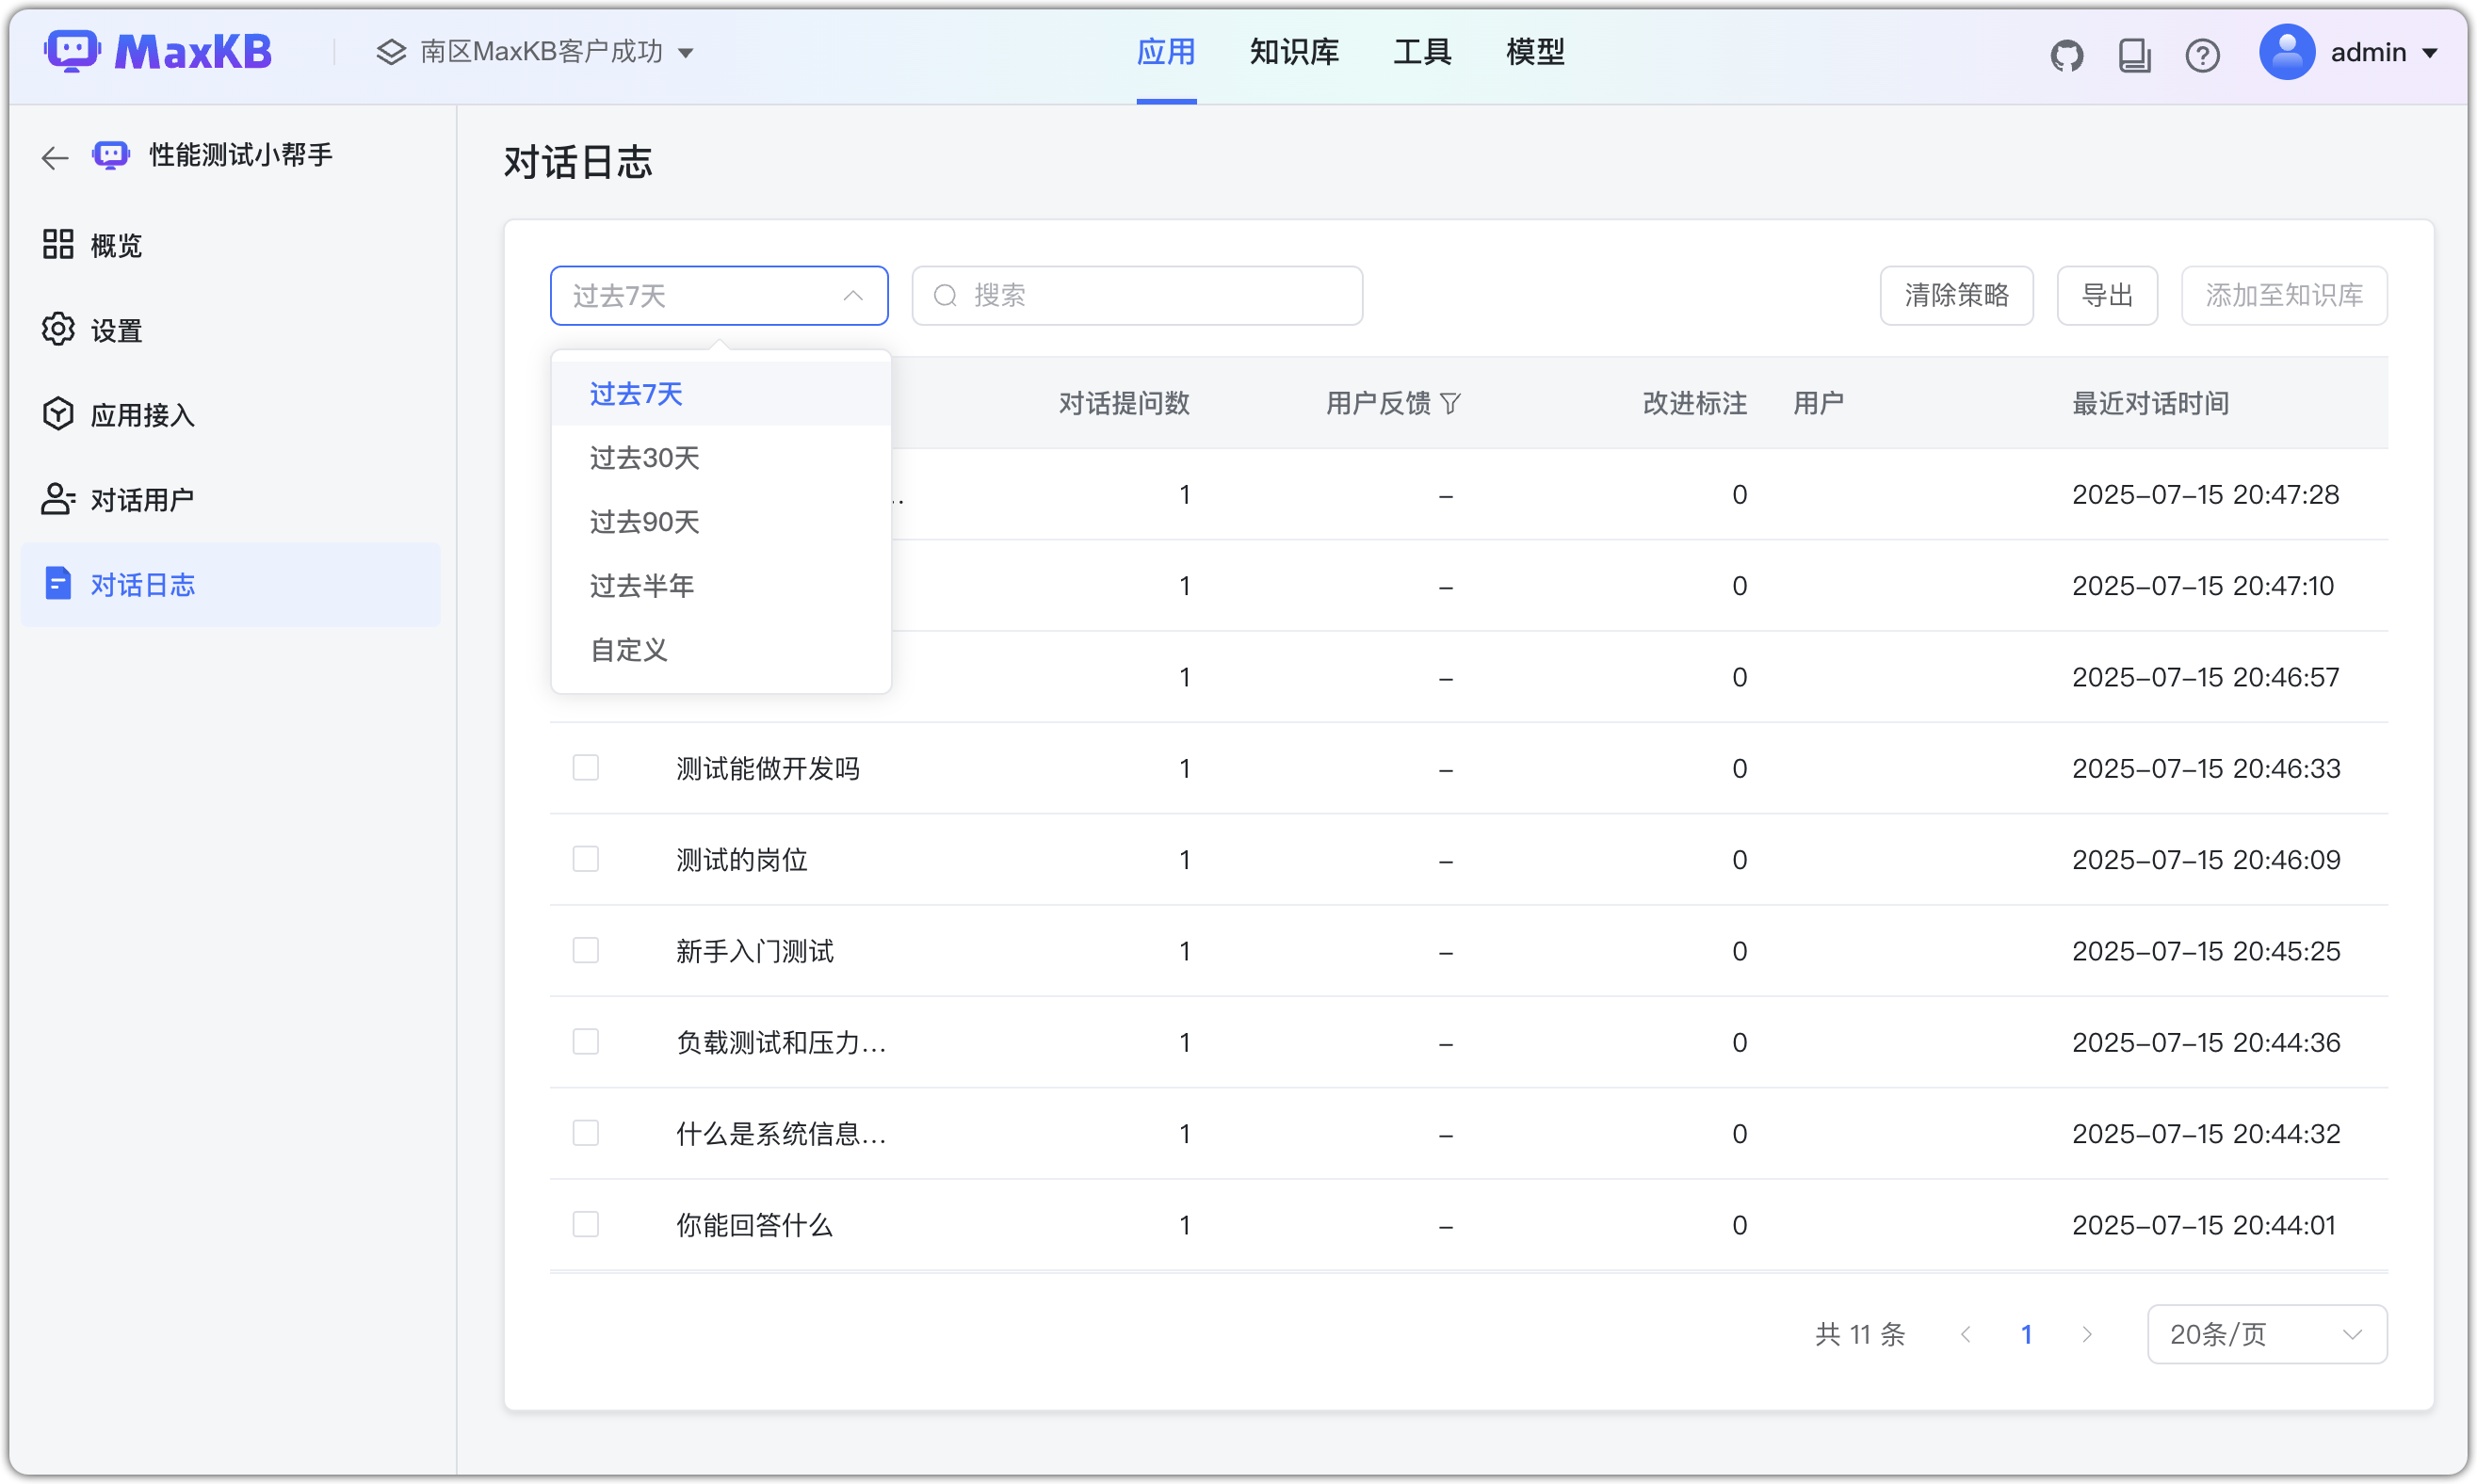 MaxKB 南区MaxKB客户成功 应用 知识库 工具 模型 admin
性能测试小帮手
概览
设置
应用接入
对话用户
对话日志
对话日志
过去7天 搜索 清除策略 导出 添加至知识库
过去7天
过去30天
过去90天
过去半年
自定义
对话提问数 用户反馈 改进标注 用户 最近对话时间
1 – 0 2025-07-15 20:47:28
1 – 0 2025-07-15 20:47:10
1 – 0 2025-07-15 20:46:57
测试能做开发吗 1 – 0 2025-07-15 20:46:33
测试的岗位 1 – 0 2025-07-15 20:46:09
新手入门测试 1 – 0 2025-07-15 20:45:25
负载测试和压力... 1 – 0 2025-07-15 20:44:36
什么是系统信息... 1 – 0 2025-07-15 20:44:32
你能回答什么 1 – 0 2025-07-15 20:44:01
共 11 条 1 20条/页